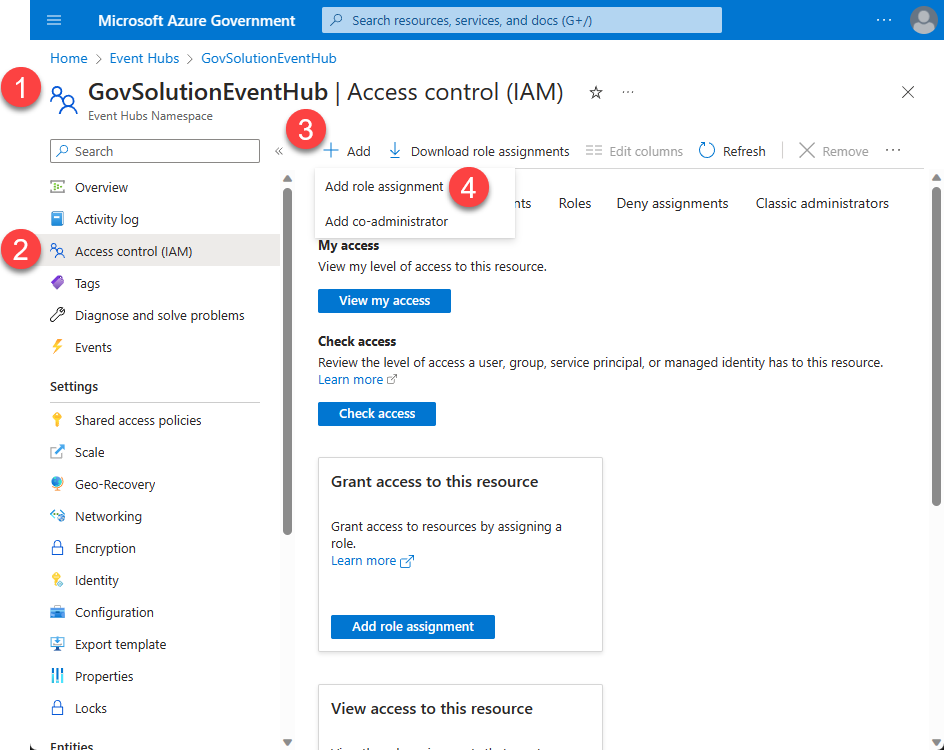 Microsoft Azure Government
Search resources, services, and docs (G+/)
Home > Event Hubs > GovSolutionEventHub
1
GovSolutionEventHub | Access control (IAM)
Event Hubs Namespace
3
Search
«
Add
Download role assignments
Edit columns
Refresh
Remove
Add role assignment
4
Add co-administrator
nts
Roles
Deny assignments
Classic administrators
Overview
Activity log
2
Access control (IAM)
Tags
Diagnose and solve problems
Events
Settings
Shared access policies
Scale
Geo-Recovery
Networking
Encryption
Identity
Configuration
Export template
Properties
Locks
Entities
My access
View my level of access to this resource.
View my access
Check access
Review the level of access a user, group, service principal, or managed identity has to this resource.
Learn more
Check access
Grant access to this resource
Grant access to resources by assigning a
role.
Learn more
Add role assignment
View access to this resource